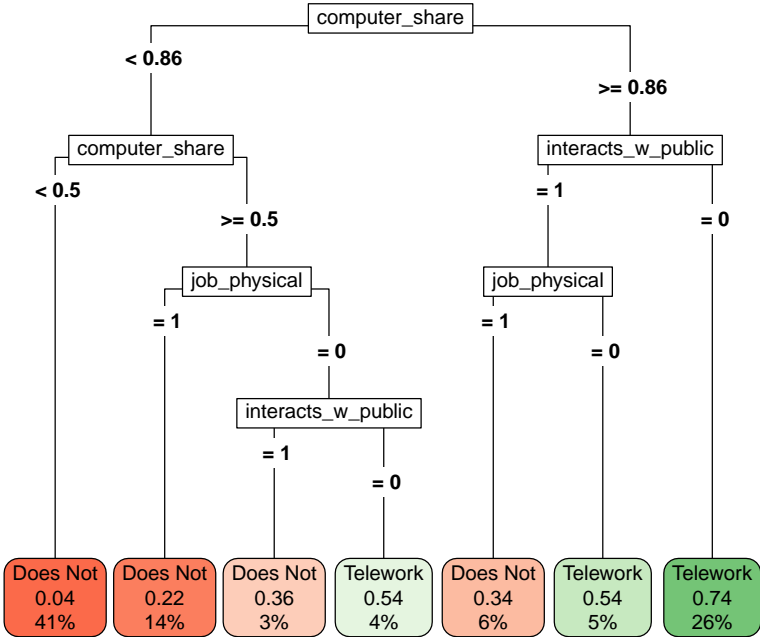 computer_share
< 0.86
>= 0.86
computer_share
interacts_w_public
< 0.5
= 1
>= 0.5
= 0
job_physical
job_physical
= 1
= 1
= 0
= 0
interacts_w_public
= 1
= 0
Does Not
0.04
41%
Does Not
0.22
14%
Does Not
0.36
3%
Telework
0.54
4%
Does Not
0.34
6%
Telework
0.54
5%
Telework
0.74
26%